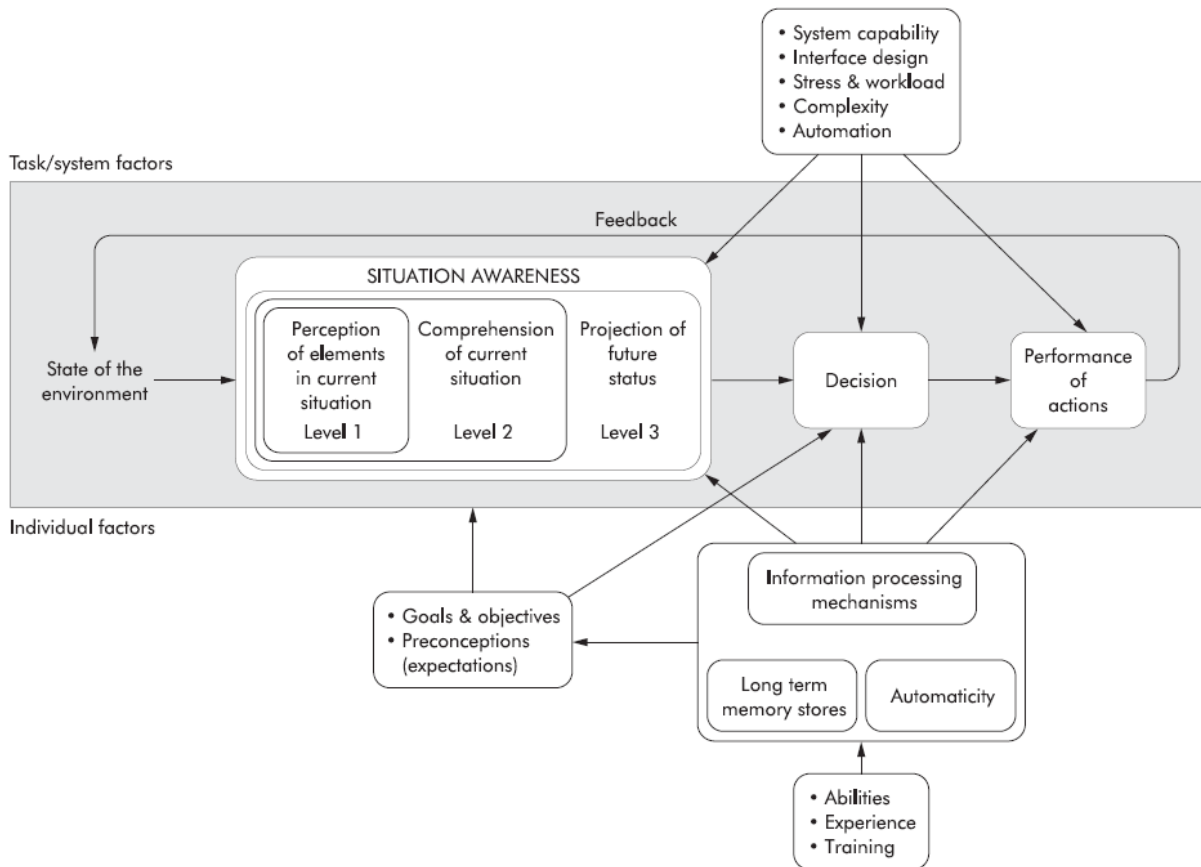 • System capability
• Interface design
• Stress & workload
• Complexity
• Automation
Task/system factors
Feedback
SITUATION AWARENESS
Perception
of elements
in current
situation
Level 1
Comprehension
of current
situation
Level 2
Projection of
future
status
Level 3
State of the
environment
Decision
Performance
of
actions
Individual factors
• Goals & objectives
• Preconceptions
(expectations)
Information processing
mechanisms
Long term
memory stores
Automaticity
• Abilities
• Experience
• Training